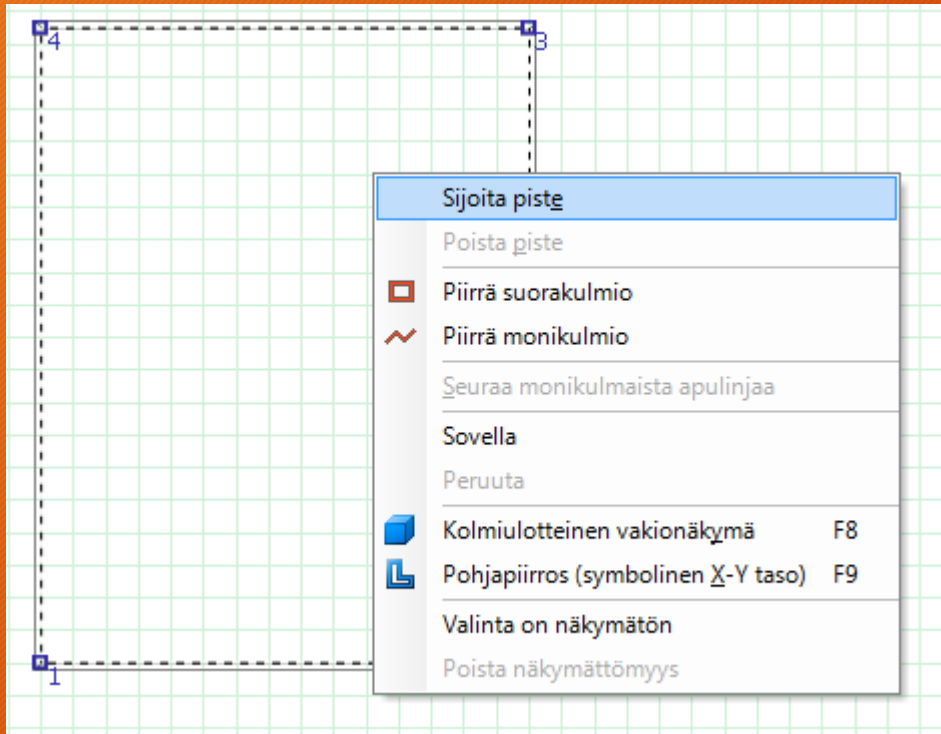 4
3
Sijoita piste
Poista piste
Piirrä suorakulmio
Piirrä monikulmio
Seuraa monikulmaista apulinjaa
Sovella
Peruuta
Kolmiulotteinen vakionäkymä F8
Pohjapiirros (symbolinen X-Y taso) F9
Valinta on näkymätön
Poista näkymättömyys
1